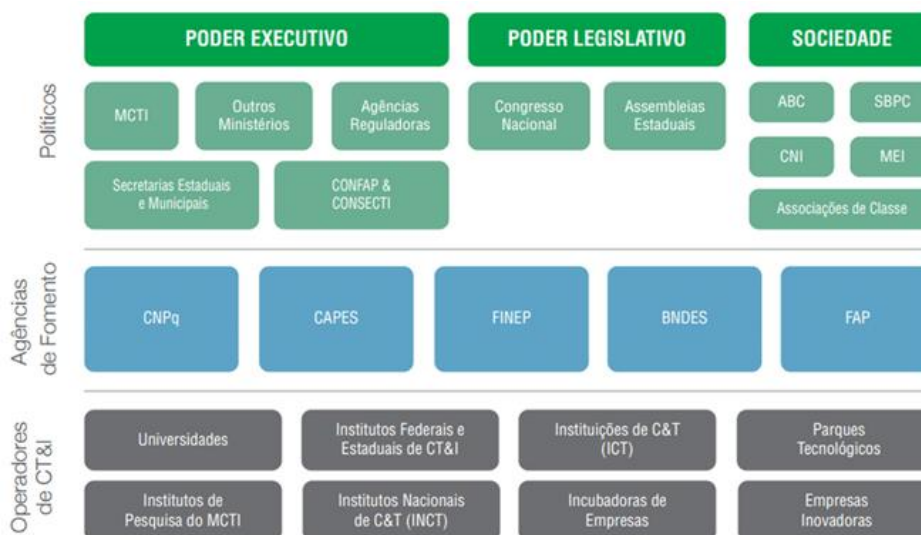 PODER EXECUTIVO
PODER LEGISLATIVO
SOCIEDADE
Políticos
MCTI
Outros
Ministérios
Agências
Reguladoras
Congresso
Nacional
Assembleias
Estaduais
ABC
SBPC
CNI
MEI
Secretarias Estaduais
e Municipais
CONFAP &
CONSECTI
Associações de Classe
Agências
de Fomento
CNPq
CAPES
FINEP
BNDES
FAP
Operadores
de CT&I
Universidades
Institutos Federais e
Estaduais de CT&I
Instituições de C&T
(ICT)
Parques
Tecnológicos
Institutos de
Pesquisa do MCTI
Institutos Nacionais
de C&T (INCT)
Incubadoras de
Empresas
Empresas
Inovadoras